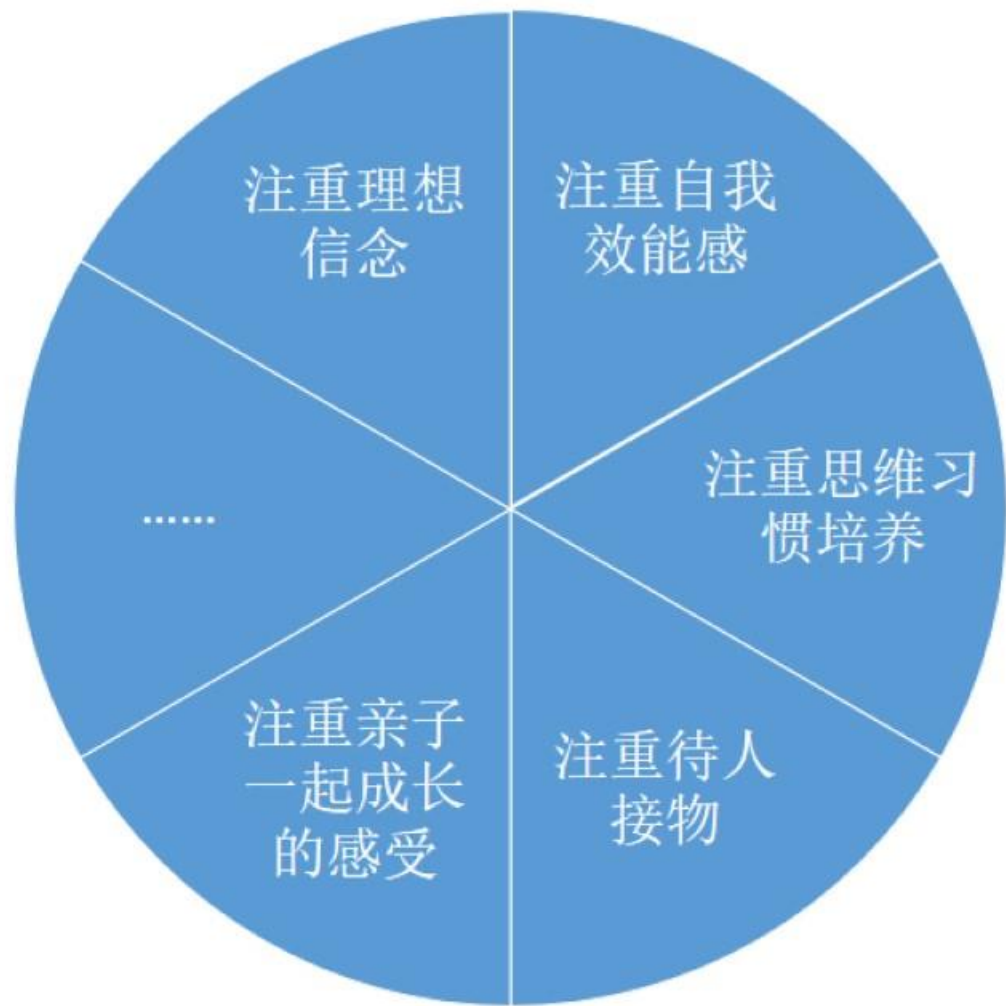 注重理想
信念
注重自我
效能感
注重思维习
惯培养
注重待人
接物
注重亲子
一起成长
的感受
……